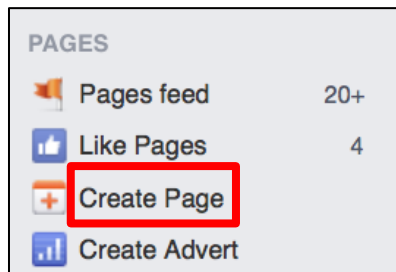 PAGES
Pages feed 20+
Like Pages 4
Create Page
Create Advert